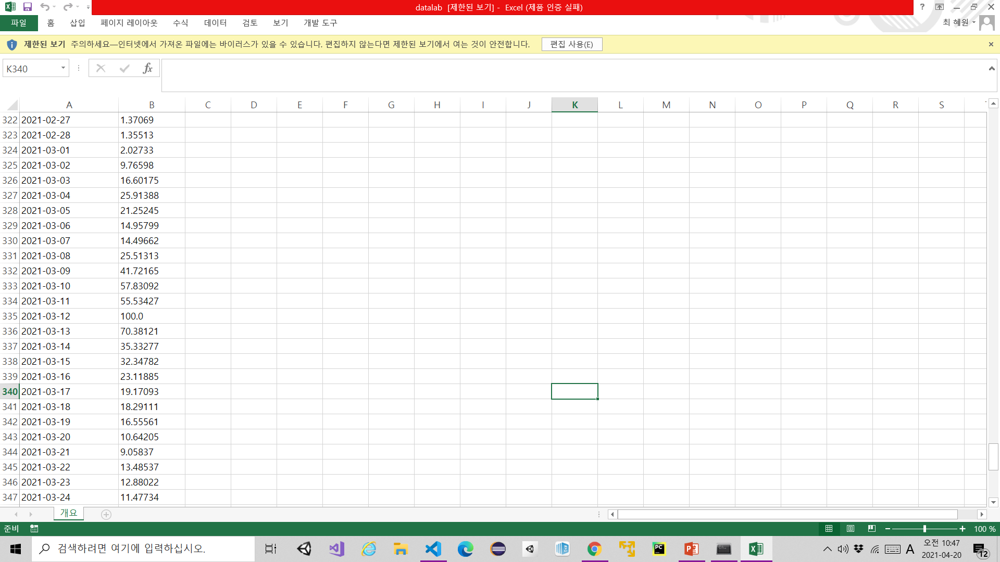 datab [제한된 보기] - Excel (제품 인증 실패)
파일 홈 삽입 페이지 레이아웃 수식 데이터 검토 보기 개발 도구 최 혜원
제한된 보기 주의하세요—인터넷에서 가져온 파일에는 바이러스가 있을 수 있습니다. 편집하지 않는다면 제한된 보기에서 여는 것이 안전합니다. 편집 사용(E)
K340 fx
A B C D E F G H I J K L M N O P Q R S
322 2021-02-27 1.37069
323 2021-02-28 1.35513
324 2021-03-01 2.02733
325 2021-03-02 9.76598
326 2021-03-03 16.60175
327 2021-03-04 25.91388
328 2021-03-05 21.25245
329 2021-03-06 14.95799
330 2021-03-07 14.49662
331 2021-03-08 25.51313
332 2021-03-09 41.72165
333 2021-03-10 57.83092
334 2021-03-11 55.53427
335 2021-03-12 100.0
336 2021-03-13 70.38121
337 2021-03-14 35.33277
338 2021-03-15 32.34782
339 2021-03-16 23.11885
340 2021-03-17 19.17093
341 2021-03-18 18.29111
342 2021-03-19 16.55561
343 2021-03-20 10.64205
344 2021-03-21 9.05837
345 2021-03-22 13.48537
346 2021-03-23 12.88022
347 2021-03-24 11.47734
개요
준비 100 %
검색하려면 여기에 입력하십시오. A 오전 10:47
2021-04-20 12